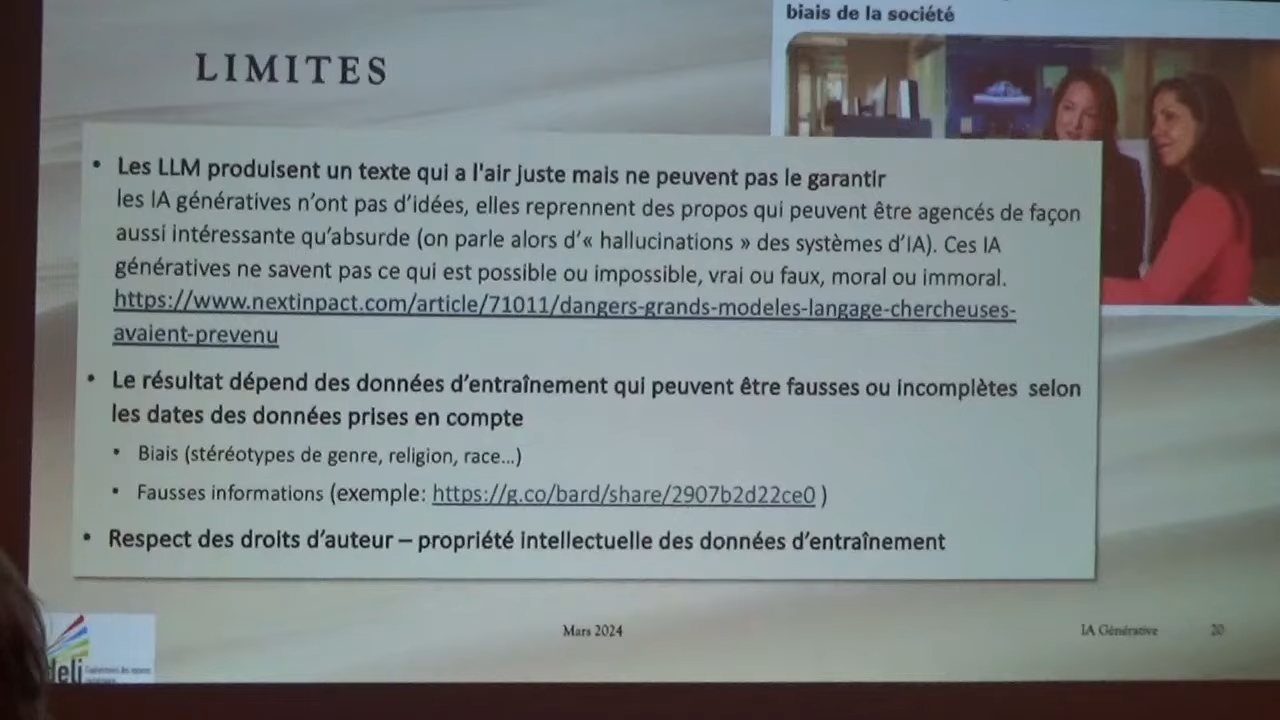 biais de la société
LIMITES
• Les LLM produisent un texte qui a l'air juste mais ne peuvent pas le garantir
les IA génératives n’ont pas d’idées, elles reprennent des propos qui peuvent être agencés de façon
aussi intéressante qu’absurde (on parle alors d’« hallucinations » des systèmes d’IA). Ces IA
génératives ne savent pas ce qui est possible ou impossible, vrai ou faux, moral ou immoral.
https://www.nextinpact.com/article/71011/dangers-grands-modeles-langage-chercheuses-
avaient-prevenu
• Le résultat dépend des données d’entraînement qui peuvent être fausses ou incomplètes selon
les dates des données prises en compte
• Biais (stéréotypes de genre, religion, race...)
• Fausses informations (exemple: https://g.co/bard/share/2907b2d22ce0 )
• Respect des droits d’auteur – propriété intellectuelle des données d’entraînement
Mars 2024
IA Générative
20
deli